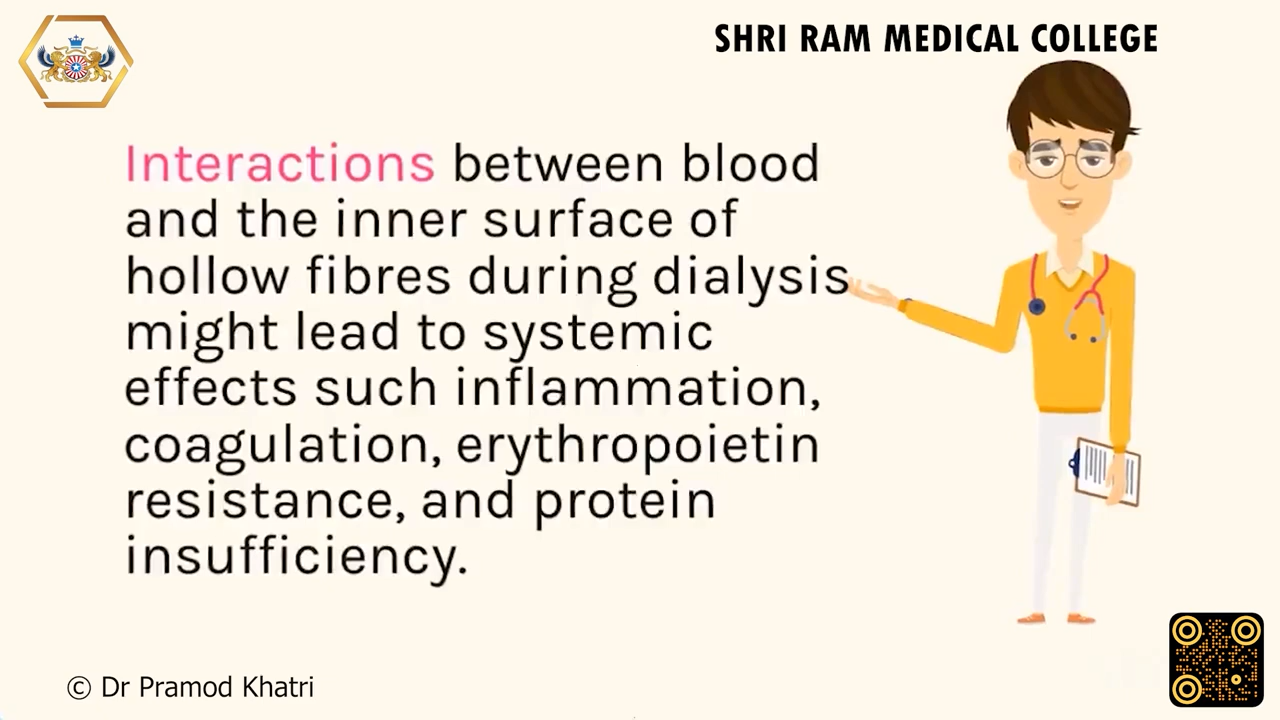 SHRI RAM MEDICAL COLLEGE
Interactions between blood
and the inner surface of
hollow fibres during dialysis
might lead to systemic
effects such inflammation,
coagulation, erythropoietin
resistance, and protein
insufficiency.
© Dr Pramod Khatri